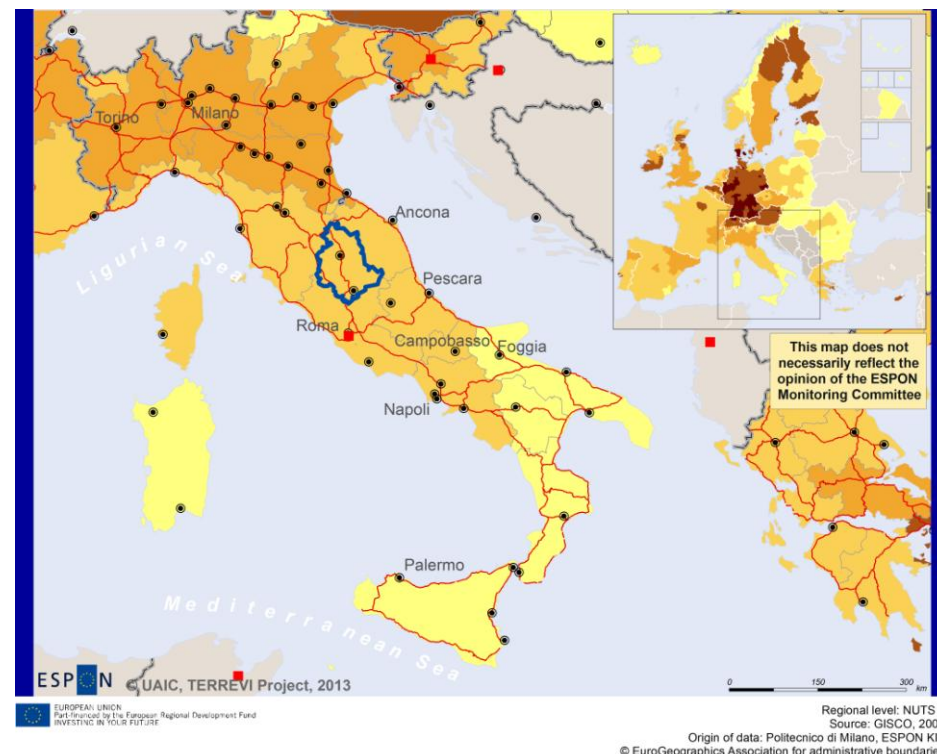 Torino
Milano
Ancona
Ligurian Sea
Pescara
Roma
Campobasso
Foggia
This map does not
necessarily reflect the
opinion of the ESPON
Monitoring Committee
Napoli
Palermo
Mediterranean Sea
ESPON
© UAIC, TERREVI Project, 2013
0 150 300
km
EUROPEAN UNION
Part-financed by the European Regional Development Fund
INVESTING IN YOUR FUTURE
Regional level: NUTS
Source: GISCO, 200
Origin of data: Politecnico di Milano, ESPON KI
© EuroGeographics Association for administrative boundarie